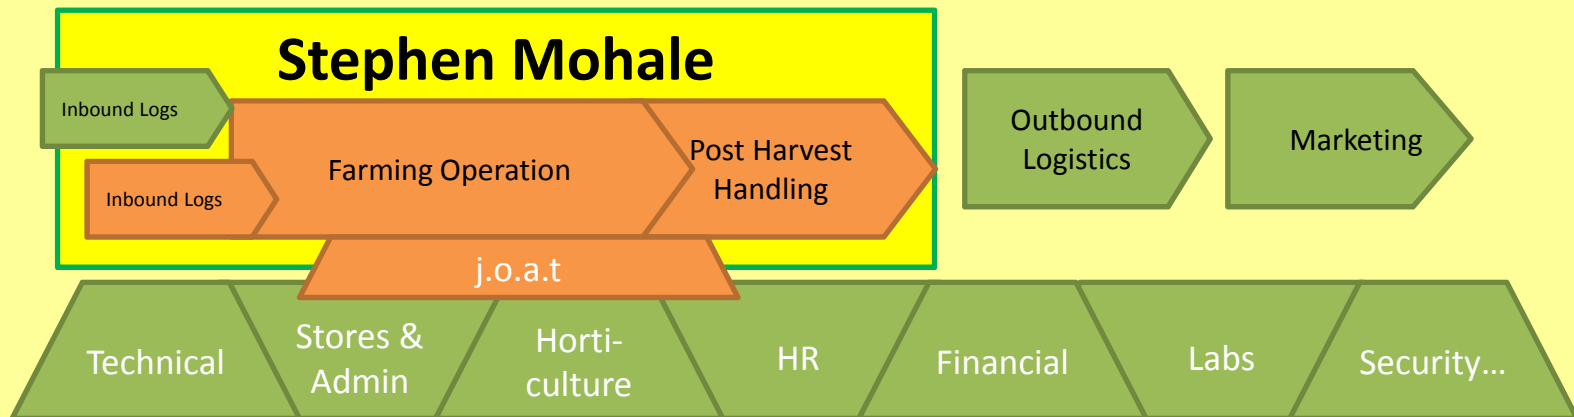 Stephen Mohale
Inbound Logs
Inbound Logs
Farming Operation
Post Harvest
Handling
Outbound
Logistics
Marketing
j.o.a.t
Technical
Stores &
Admin
Horti-
culture
HR
Financial
Labs
Security...